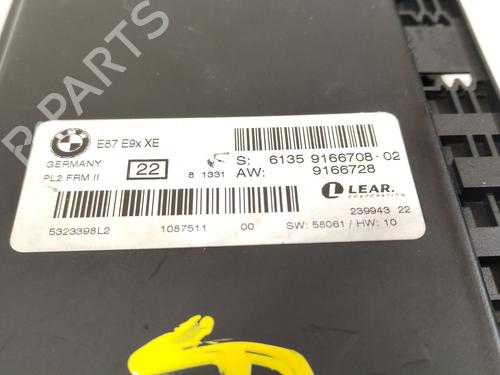 B-PARTS
BMW
E87 E9x XE
GERMANY
PL2 FRM II
22
8 1331
S: 6135 9166708-02
AW: 9166728
LEAR.
CORPORATION
239943 22
5323398L2
1087511
00
SW: 58061 / HW: 10